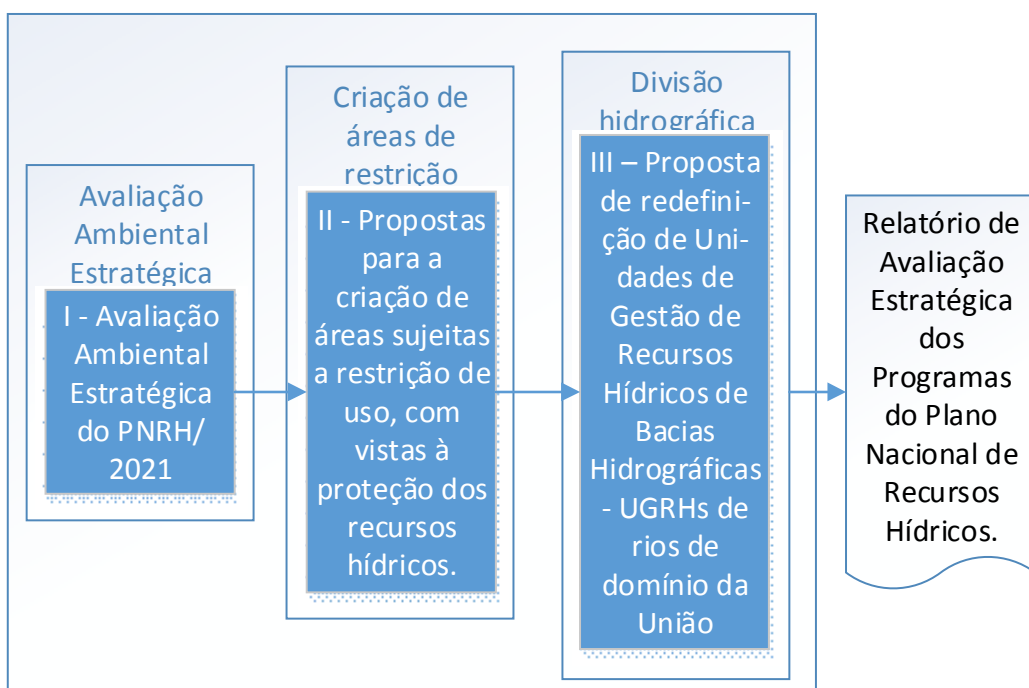 Avaliação
Ambiental
Estratégica
I - Avaliação
Ambiental
Estratégica
do PNRH/
2021
Criação de
áreas de
restrição
II - Propostas
para a
criação de
áreas sujeitas
a restrição de
uso, com
vistas à
proteção dos
recursos
hídricos.
Divisão
hidrográfica
III – Proposta
de redefini-
ção de Uni-
dades de
Gestão de
Recursos
Hídricos de
Bacias
Hidrográficas
- UGRHs de
rios de
domínio da
União
Relatório de
Avaliação
Estratégica
dos
Programas
do Plano
Nacional de
Recursos
Hídricos.